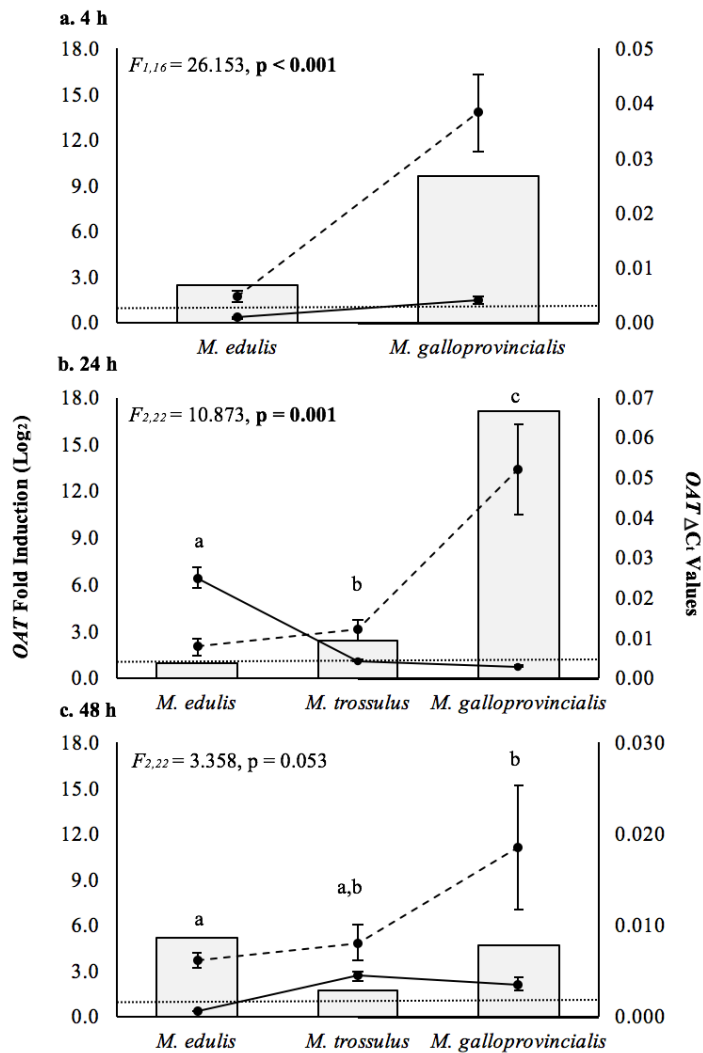 a. 4 h
18.0
15.0
12.0
9.0
6.0
3.0
0.0
F1,16 = 26.153, p < 0.001
0.05
0.04
0.03
0.02
0.01
0.00
M. edulis M. galloprovincialis
b. 24 h
18.0
15.0
12.0
9.0
6.0
3.0
0.0
F2,22 = 10.873, p = 0.001
a
b
c
0.07
0.06
0.05
0.04
0.03
0.02
0.01
0.00
M. edulis M. trossulus M. galloprovincialis
OAT Fold Induction (Log2)
OAT ΔCt Values
c. 48 h
18.0
15.0
12.0
9.0
6.0
3.0
0.0
F2,22 = 3.358, p = 0.053
a
a,b
b
0.030
0.020
0.010
0.000
M. edulis M. trossulus M. galloprovincialis